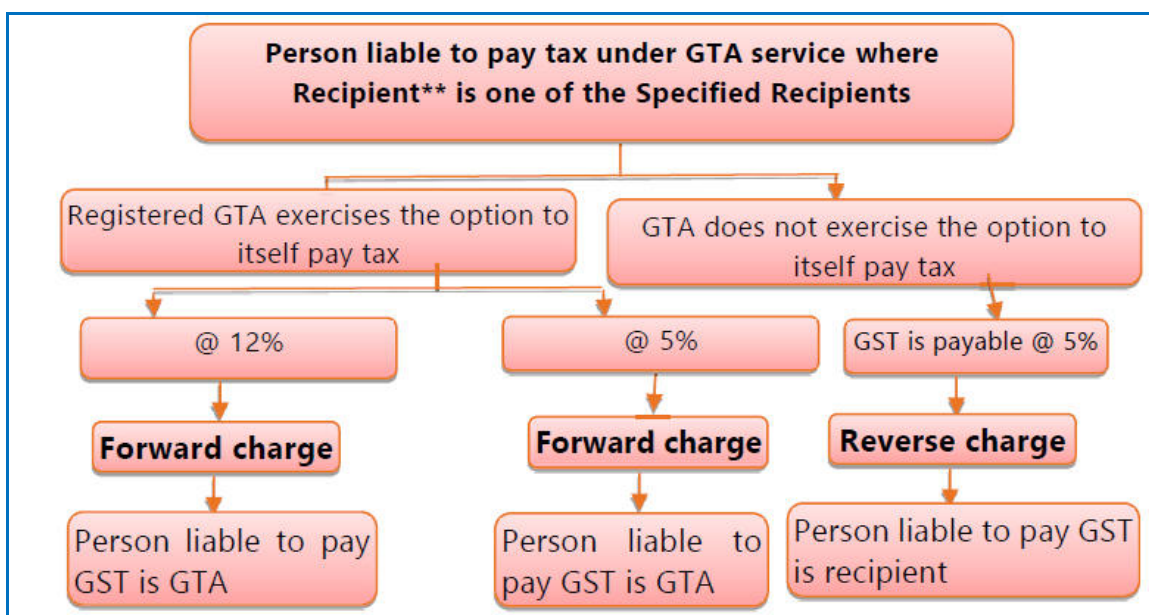 Person liable to pay tax under GTA service where
Recipient** is one of the Specified Recipients
Registered GTA exercises the option to
itself pay tax
GTA does not exercise the option to
itself pay tax
@ 12%
@ 5%
GST is payable @ 5%
Forward charge
Forward charge
Reverse charge
Person liable to pay
GST is GTA
Person liable to
pay GST is GTA
Person liable to pay GST
is recipient